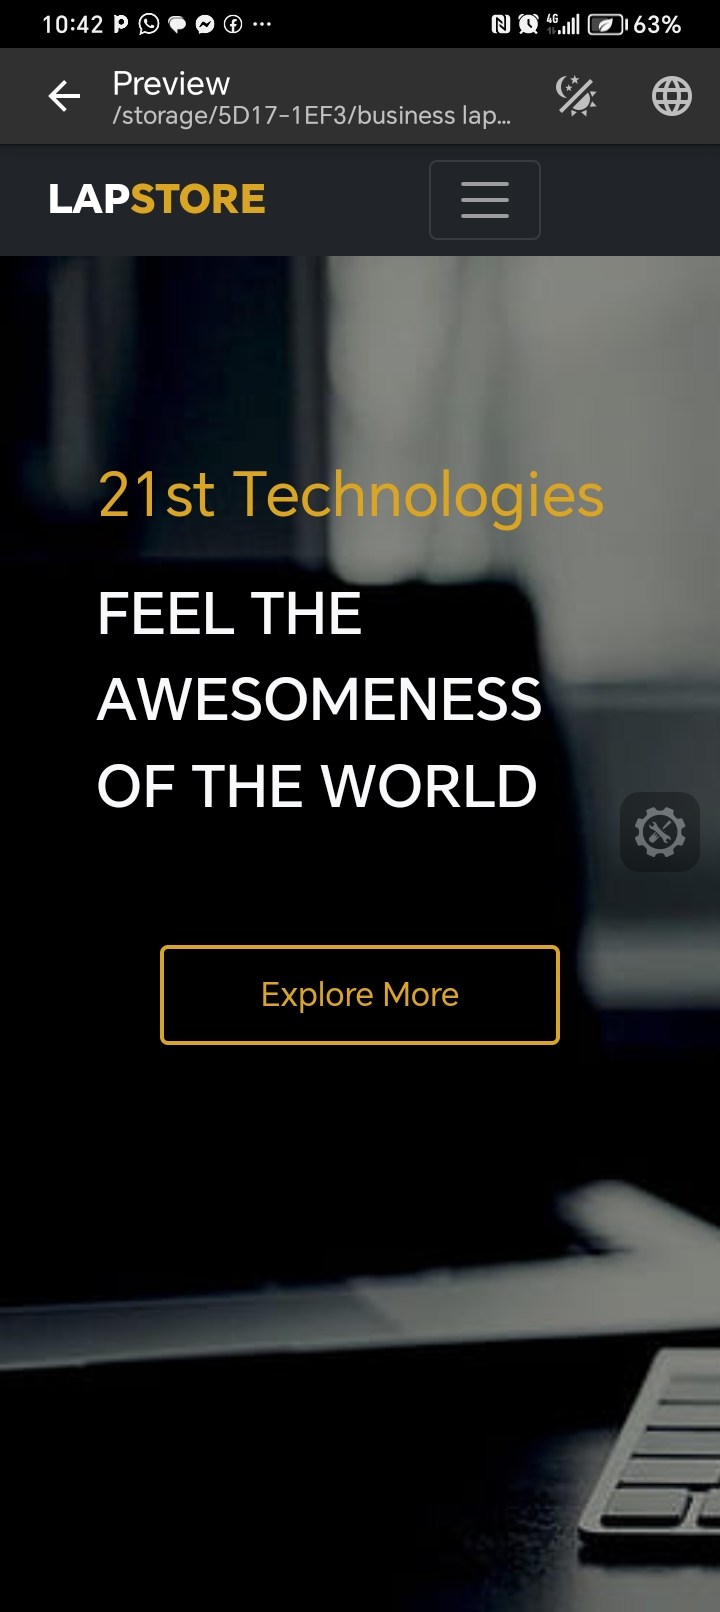 10:42
4G
63%
Preview
/storage/5D17-1EF3/business lap...
LAPSTORE
21st Technologies
FEEL THE
AWESOMENESS
OF THE WORLD
Explore More